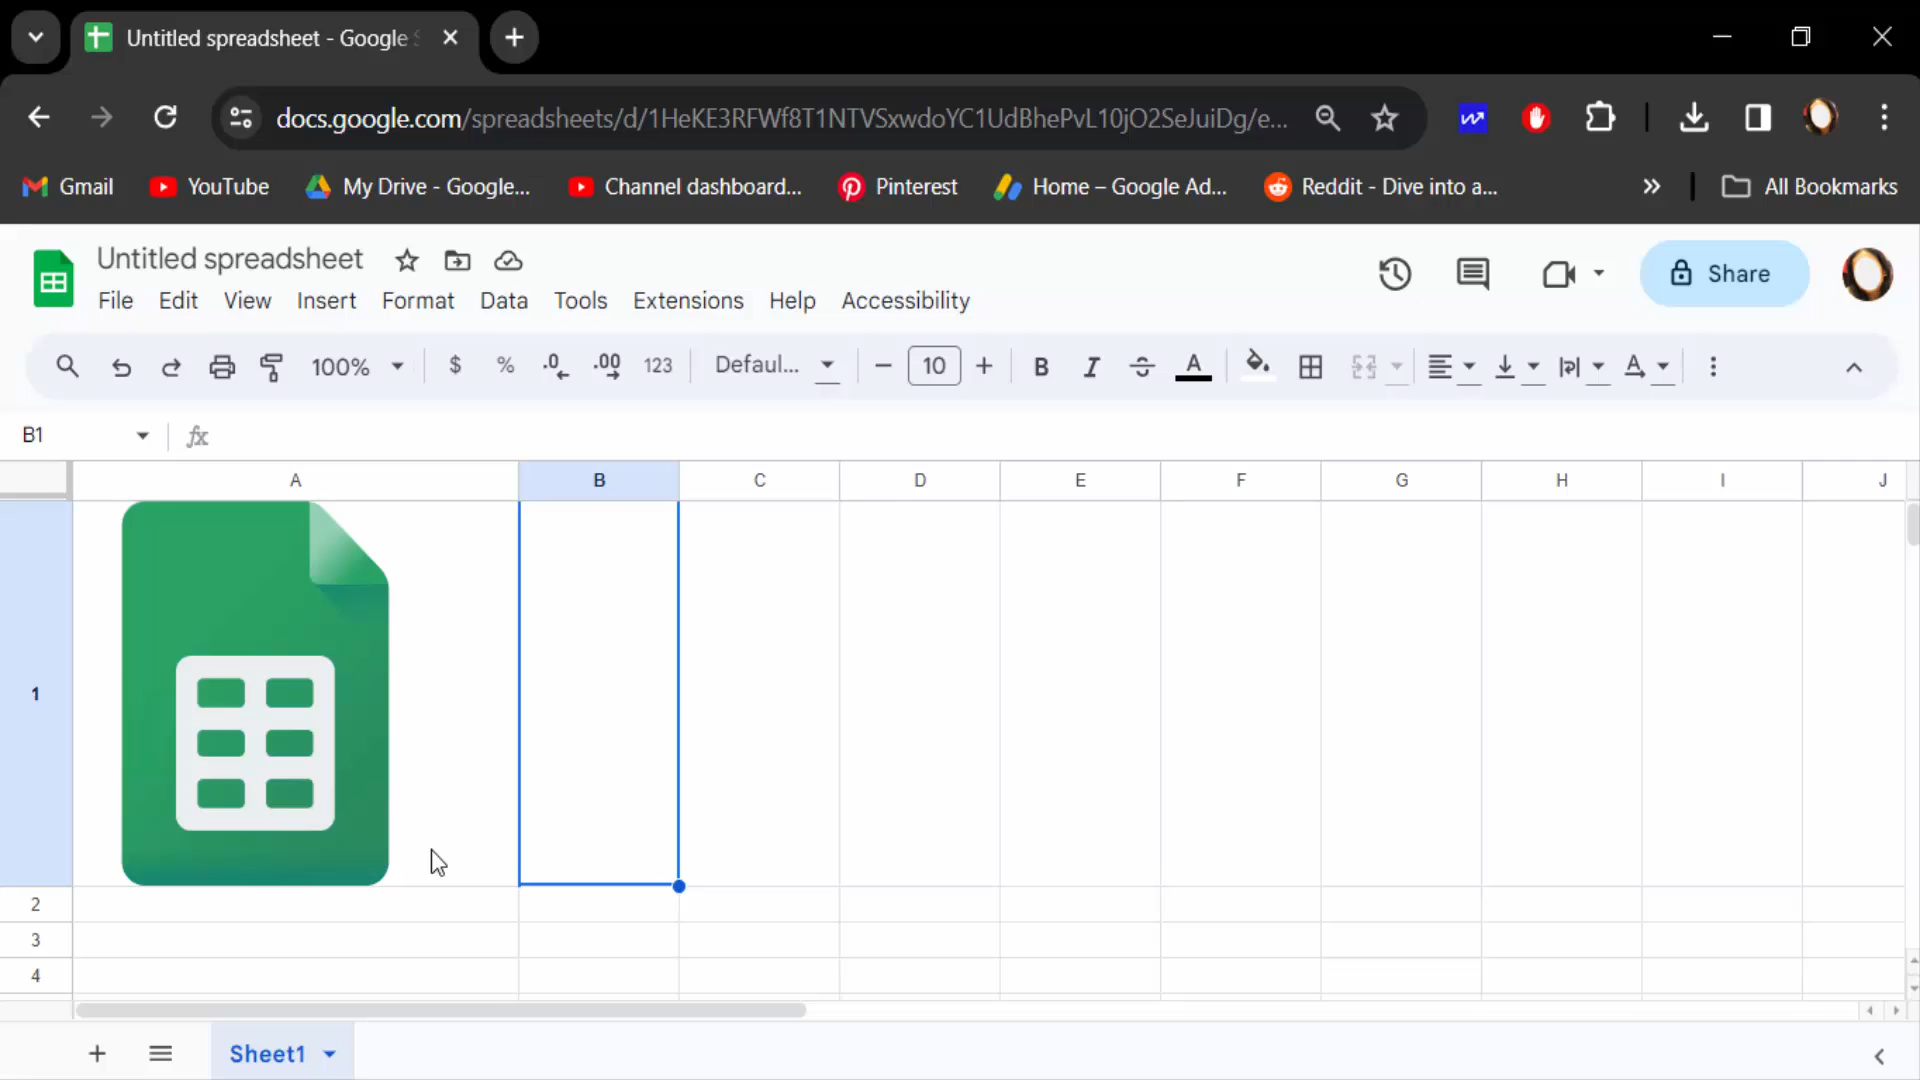 Untitled spreadsheet - Google S
docs.google.com/spreadsheets/d/1HeKE3RFWf8T1NTVSxwdoYC1UdBhePvL10jO2SeJuiDg/e...
Gmail YouTube My Drive - Google... Channel dashboard... Pinterest Home – Google Ad... Reddit - Dive into a... » All Bookmarks
Untitled spreadsheet
Share
File Edit View Insert Format Data Tools Extensions Help Accessibility
100% $ % .0 .00 123 Defaul... 10 B I A A
B1 fx
A B C D E F G H I J
1
2
3
4
Sheet1